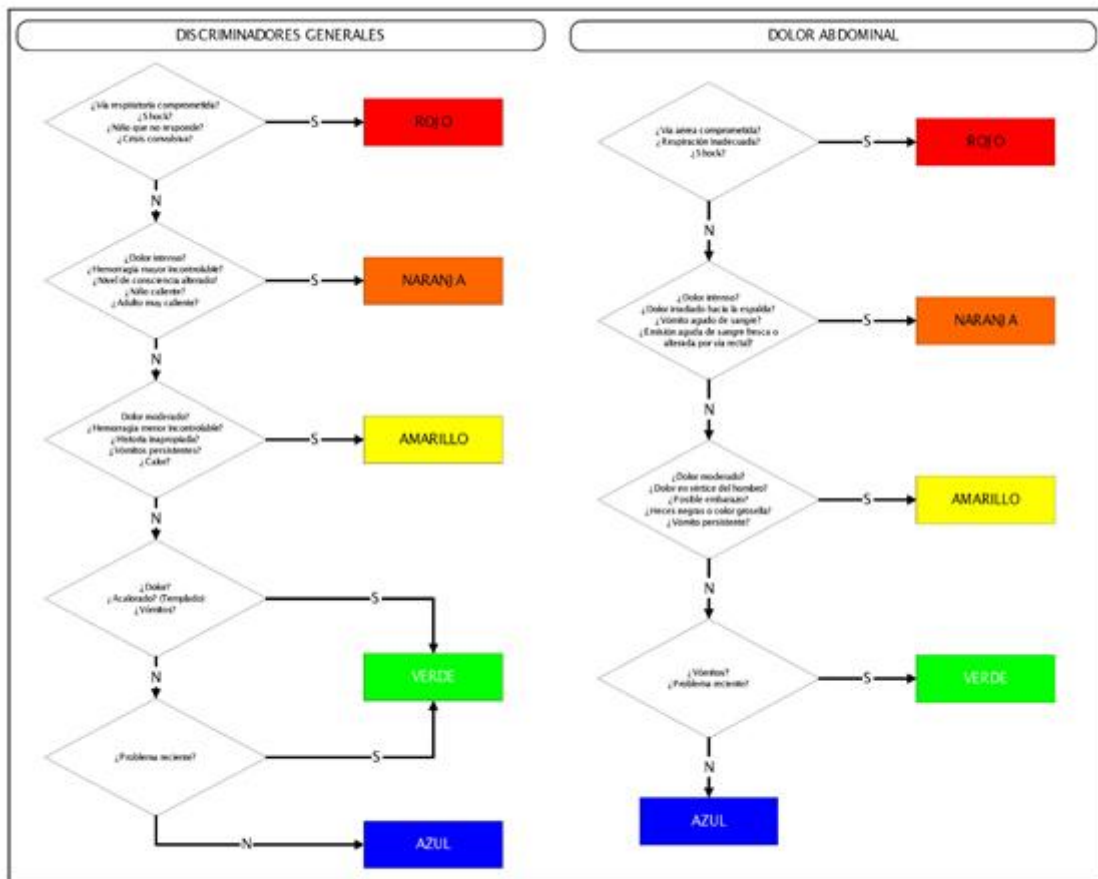 DISCRIMINADORES GENERALES
¿Vía respiratoria comprometida?
¿Shock?
¿Niño que no responde?
¿Crisis convulsiva?
S
ROJO
N
¿Dolor intenso?
¿Hemorragia mayor incontrolable?
¿Nivel de consciencia alterado?
¿Niño caliente?
¿Adulto muy caliente?
S
NARANJA
N
Dolor moderado?
¿Hemorragia menor incontrolable?
¿Historia inapropiada?
¿Vómitos persistentes?
¿Calor?
S
AMARILLO
N
¿Dolor?
¿Acalorado? (Templado)
¿Vómitos?
S
N
VERDE
¿Problema reciente?
S
N
AZUL
DOLOR ABDOMINAL
¿Vía aérea comprometida?
¿Respiración inadecuada?
¿Shock?
S
ROJO
N
¿Dolor intenso?
¿Dolor irradiado hacia la espalda?
¿Vómito agudo de sangre?
¿Emisión aguda de sangre fresca o
alterada por vía rectal?
S
NARANJA
N
¿Dolor moderado?
¿Dolor en vértice del hombro?
¿Posible embarazo?
¿Heces negras o color grosella?
¿Vómito persistente?
S
AMARILLO
N
¿Vómitos?
¿Problema reciente?
S
VERDE
N
AZUL